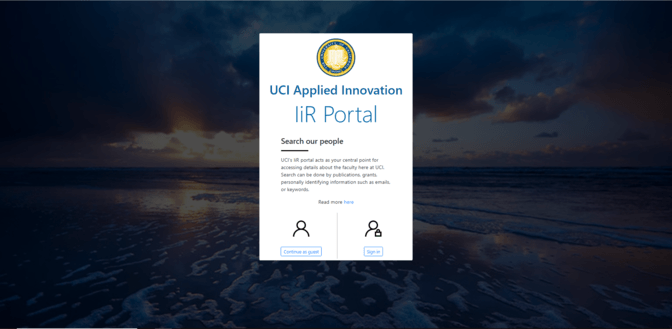 UCI Applied Innovation
IiR Portal
Search our people
UCI's IiR portal acts as your central point for
accessing details about the faculty here at UCI.
Search can be done by publications, grants,
personally identifying information such as emails,
or keywords.
Read more here
Continue as guest
Sign in